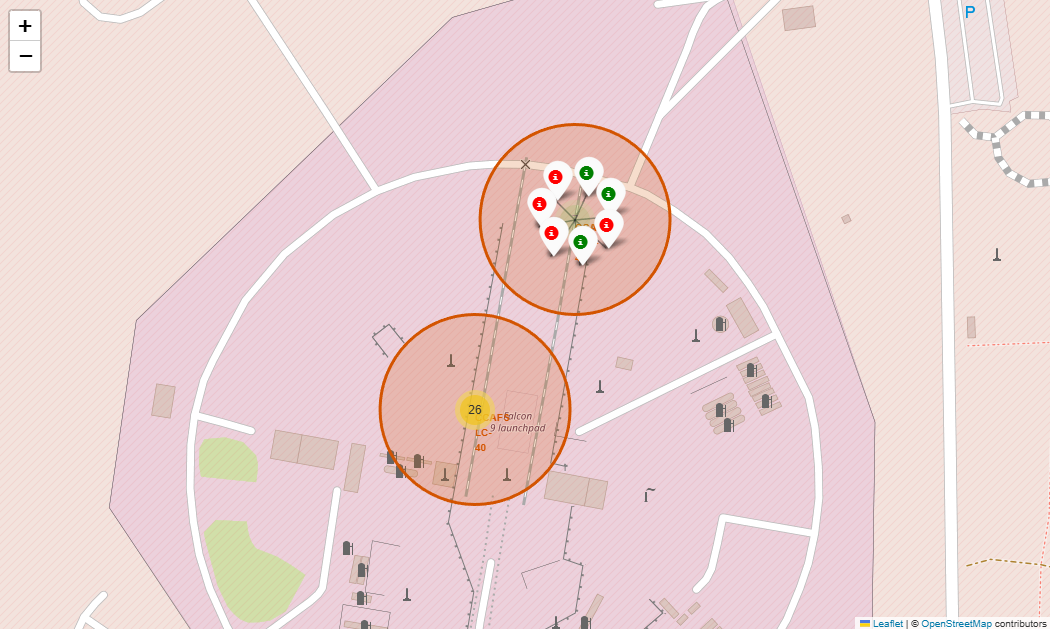 +
−
P
26
Falcon
9 launchpad
LC-
40
Leaflet | © OpenStreetMap contributors